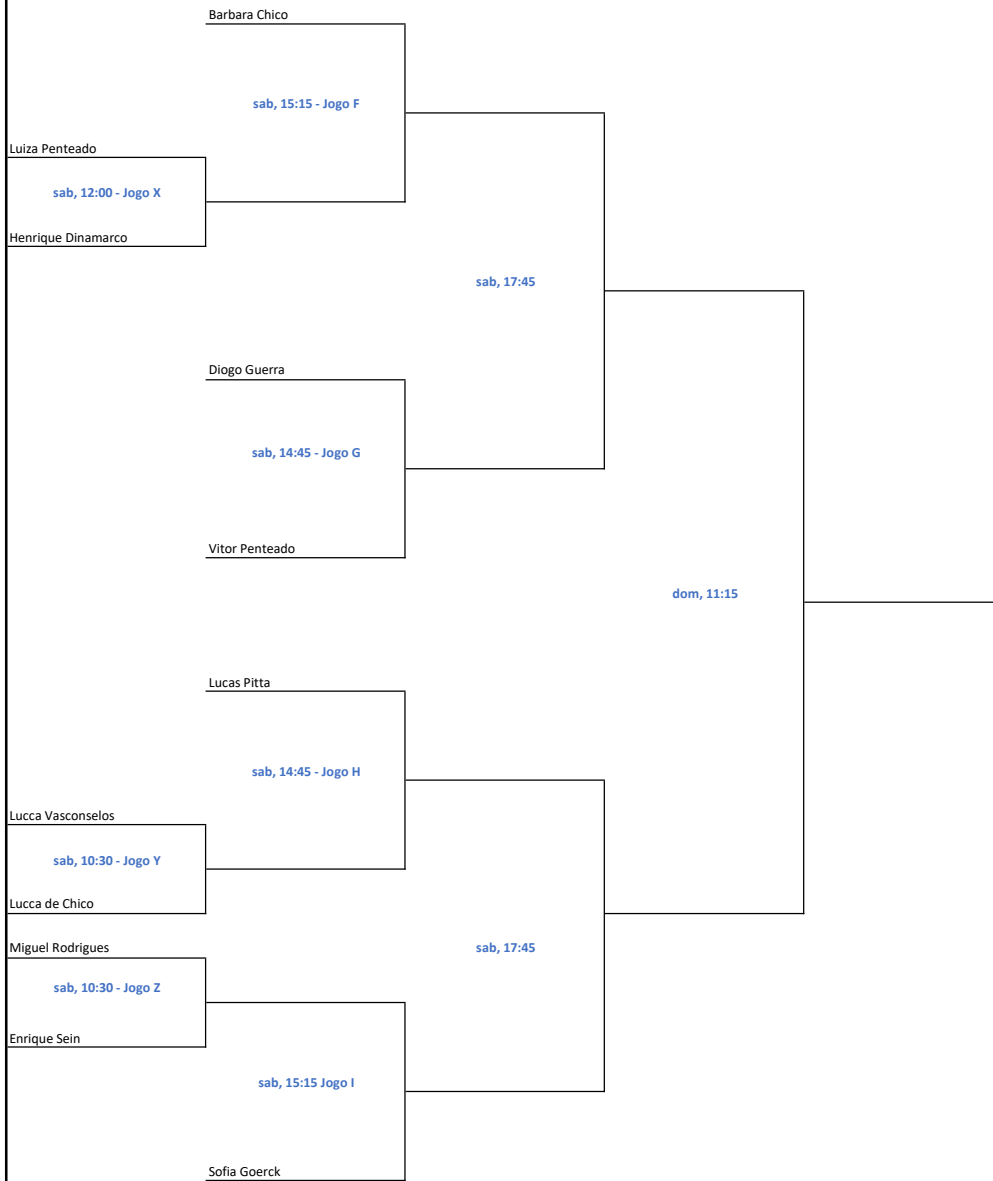 Barbara Chico
sab, 15:15 - Jogo F
Luiza Penteado
sab, 12:00 - Jogo X
Henrique Dinamarco
sab, 17:45
Diogo Guerra
sab, 14:45 - Jogo G
Vitor Penteado
dom, 11:15
Lucas Pitta
sab, 14:45 - Jogo H
Lucca Vasconselos
sab, 10:30 - Jogo Y
Lucca de Chico
Miguel Rodrigues
sab, 17:45
sab, 10:30 - Jogo Z
Enrique Sein
sab, 15:15 Jogo I
Sofia Goerck